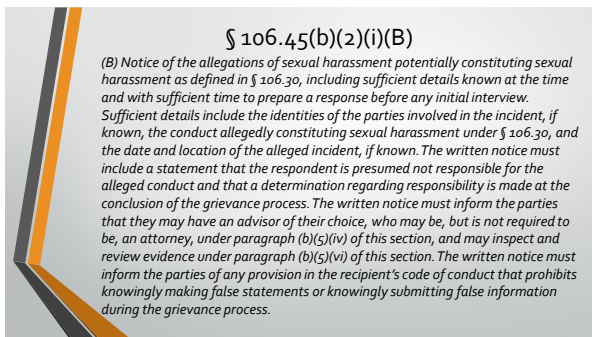 § 106.45(b)(2)(i)(B)
(B) Notice of the allegations of sexual harassment potentially constituting sexual
harassment as defined in § 106.30, including sufficient details known at the time
and with sufficient time to prepare a response before any initial interview.
Sufficient details include the identities of the parties involved in the incident, if
known, the conduct allegedly constituting sexual harassment under § 106.30, and
the date and location of the alleged incident, if known. The written notice must
include a statement that the respondent is presumed not responsible for the
alleged conduct and that a determination regarding responsibility is made at the
conclusion of the grievance process. The written notice must inform the parties
that they may have an advisor of their choice, who may be, but is not required to
be, an attorney, under paragraph (b)(5)(iv) of this section, and may inspect and
review evidence under paragraph (b)(5)(vi) of this section. The written notice must
inform the parties of any provision in the recipient's code of conduct that prohibits
knowingly making false statements or knowingly submitting false information
during the grievance process.